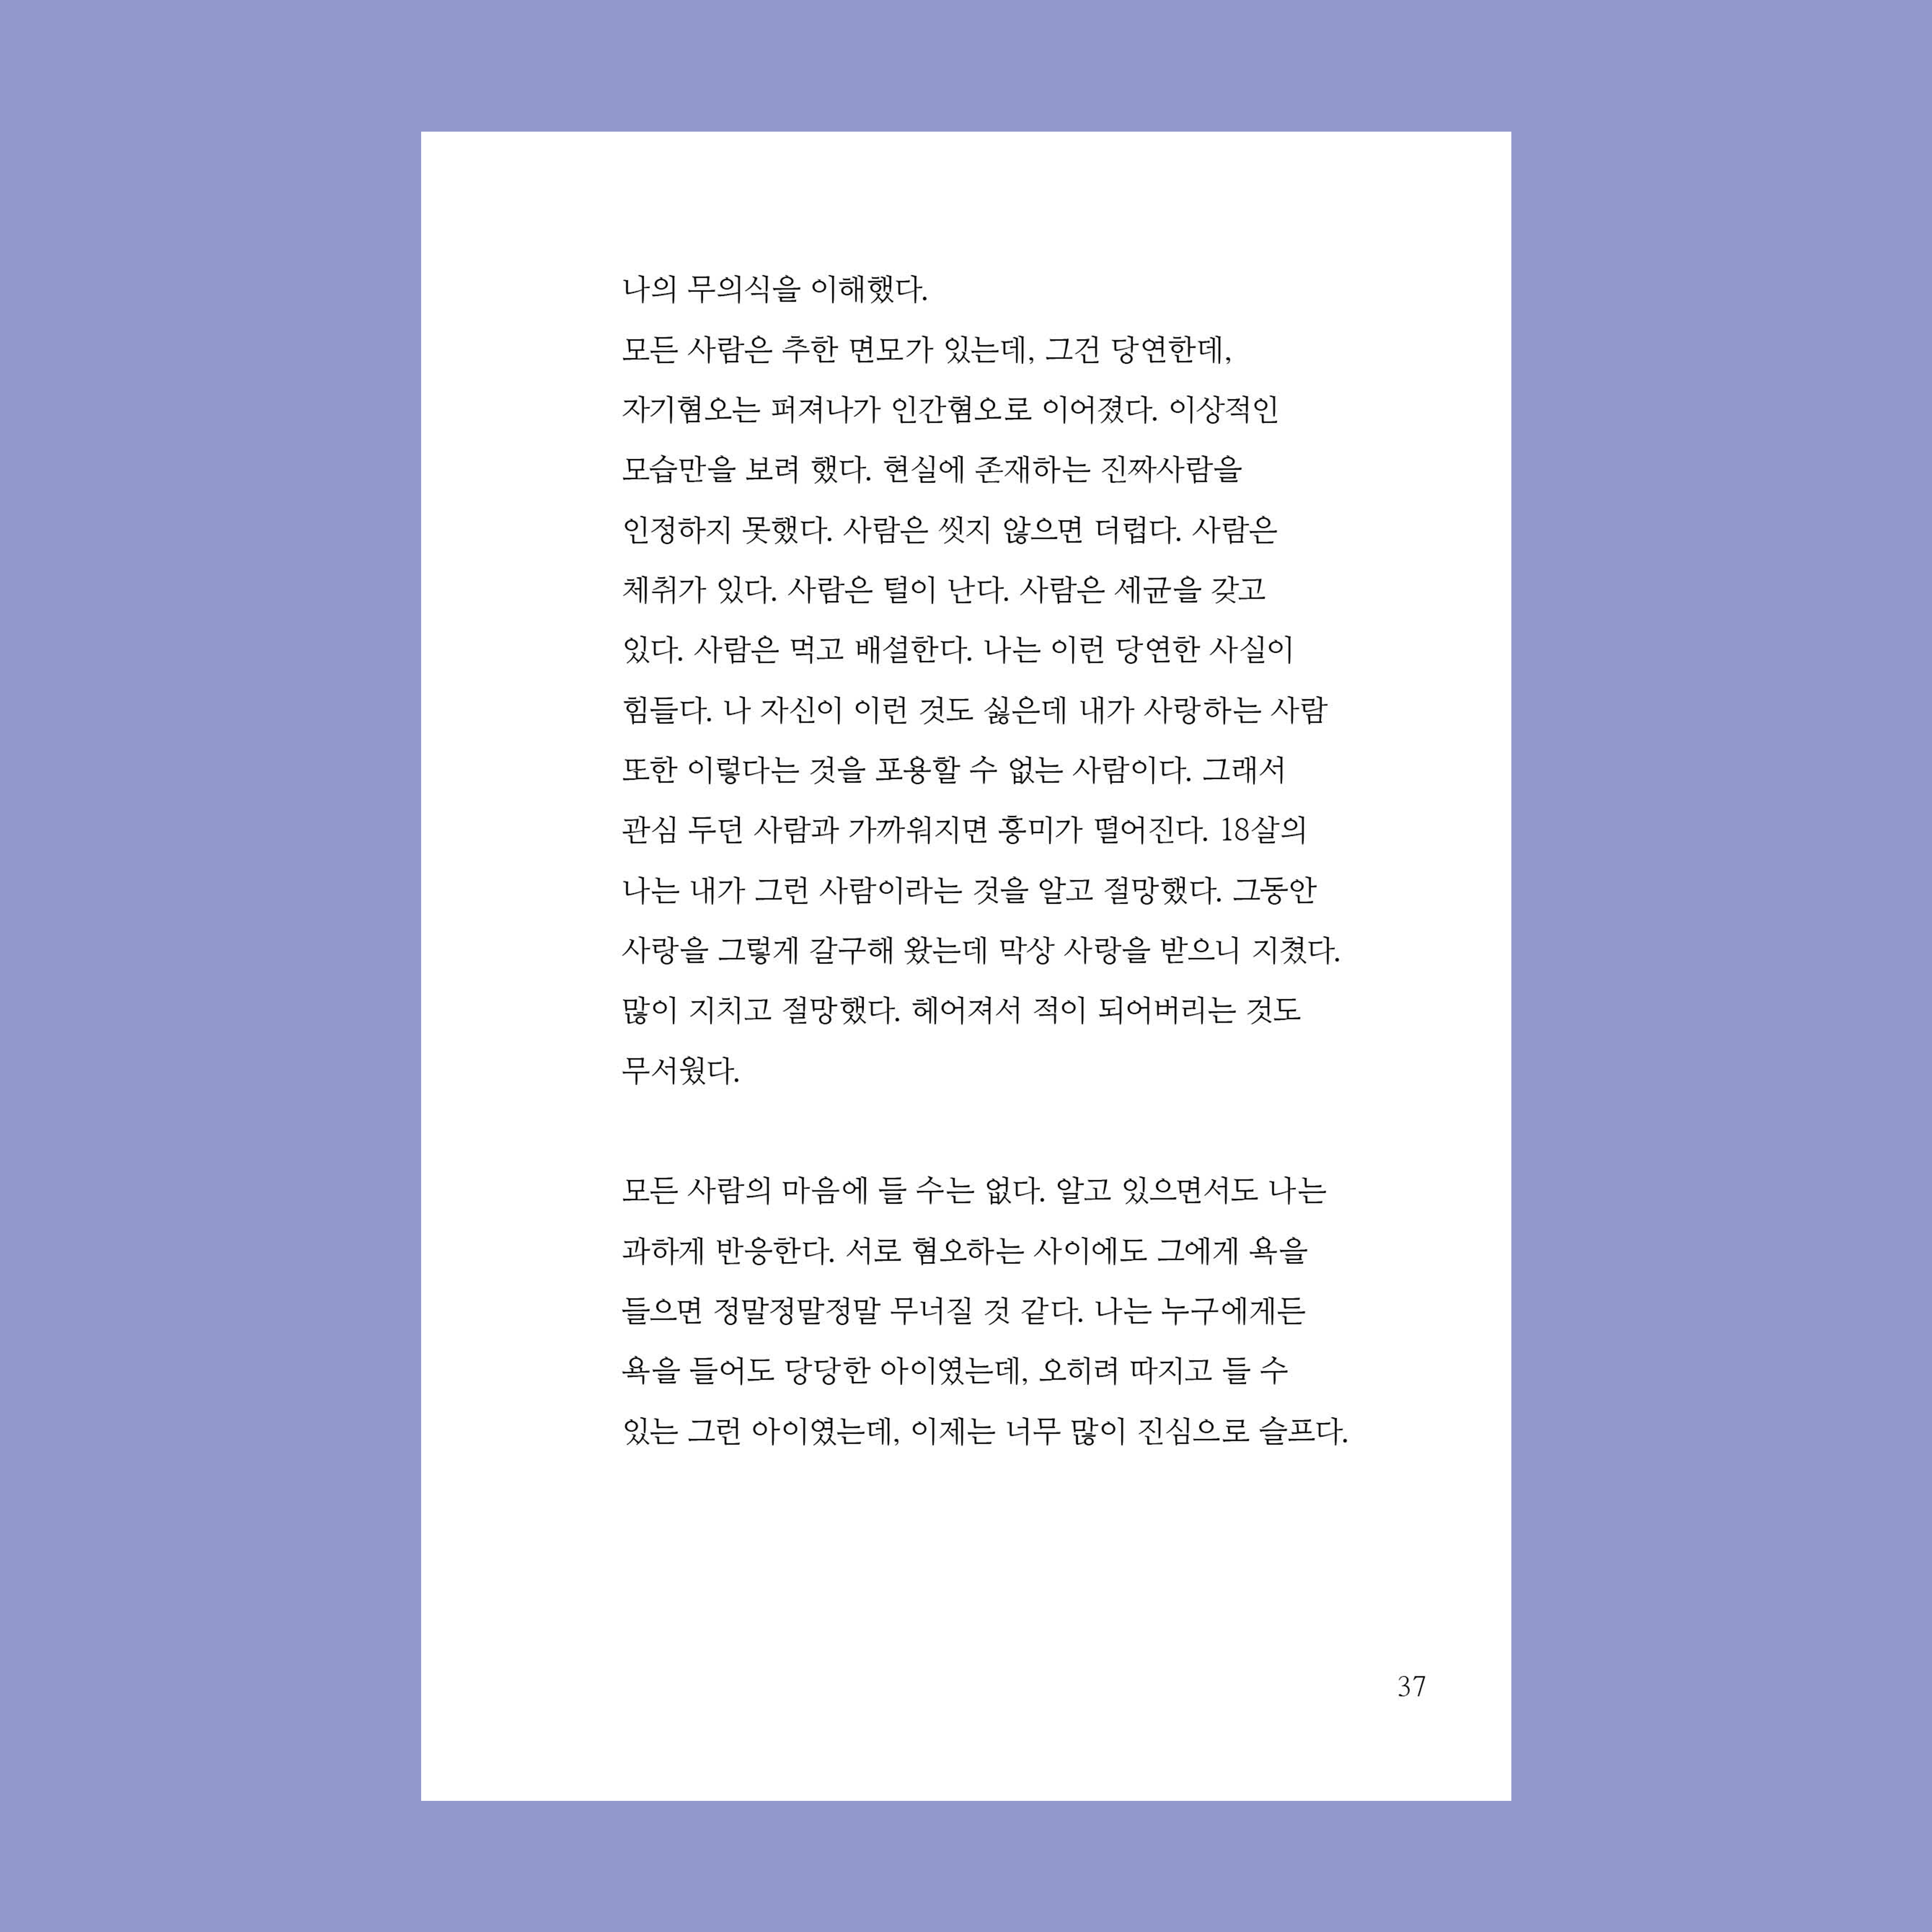 나의 무의식을 이해했다.
모든 사람은 추한 면모가 있는데, 그건 당연한데,
자기혐오는 퍼져나가 인간혐오로 이어졌다. 이상적인
모습만을 보려 했다. 현실에 존재하는 진짜사람을
인정하지 못했다. 사람은 씻지 않으면 더럽다. 사람은
체취가 있다. 사람은 털이 난다. 사람은 세균을 갖고
있다. 사람은 먹고 배설한다. 나는 이런 당연한 사실이
힘들다. 나 자신이 이런 것도 싫은데 내가 사랑하는 사람
또한 이렇다는 것을 포용할 수 없는 사람이다. 그래서
관심 두던 사람과 가까워지면 흥미가 떨어진다. 18살의
나는 내가 그런 사람이라는 것을 알고 절망했다. 그동안
사랑을 그렇게 갈구해 왔는데 막상 사랑을 받으니 지쳤다.
많이 지치고 절망했다. 헤어져서 적이 되어버리는 것도
무서웠다.
모든 사람의 마음에 들 수는 없다. 알고 있으면서도 나는
과하게 반응한다. 서로 혐오하는 사이에도 그에게 욕을
들으면 정말정말정말 무너질 것 같다. 나는 누구에게든
욕을 들어도 당당한 아이였는데, 오히려 따지고 들 수
있는 그런 아이였는데, 이제는 너무 많이 진심으로 슬프다.
37